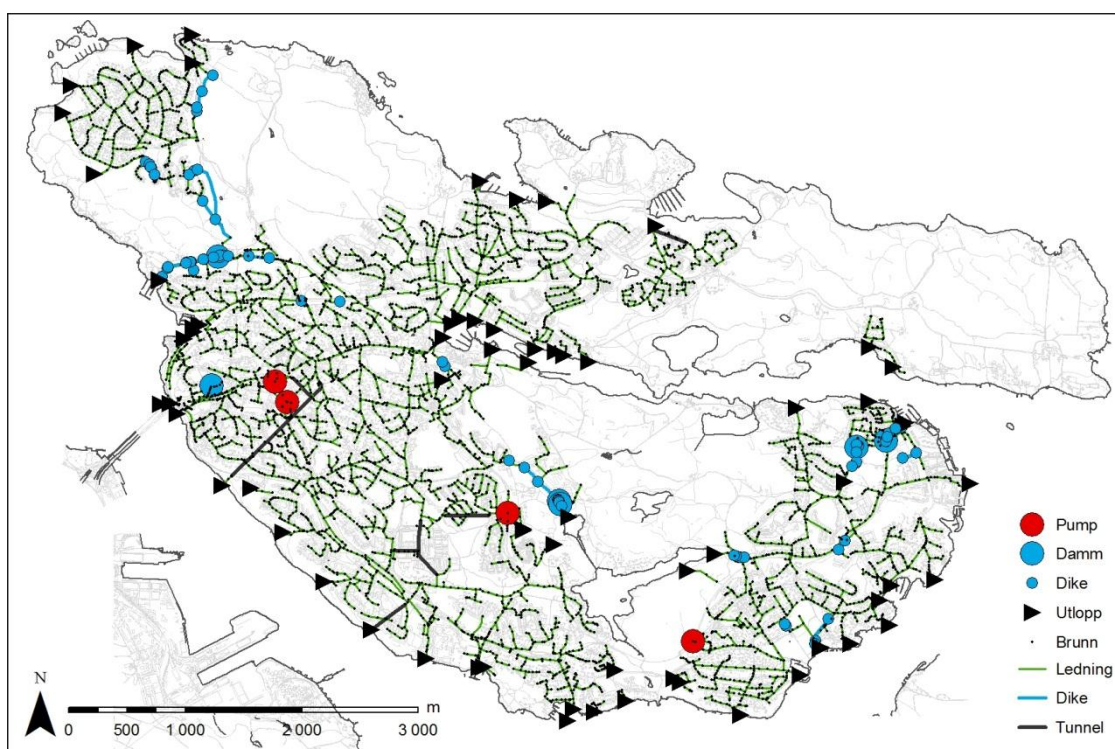 Pump
Damm
Dike
Utlopp
Brunn
Ledning
Dike
Tunnel
N
m
0 500 1 000 2 000 3 000